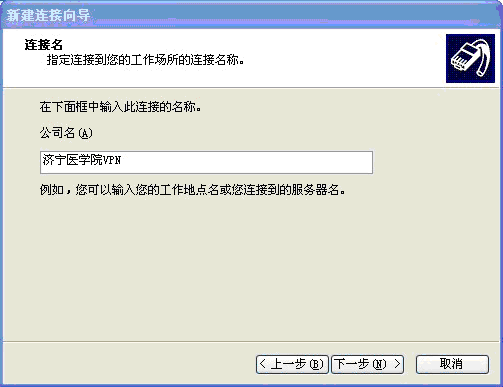 新建连接向导
连接名
指定连接到您的工作场所的连接名称。
在下面框中输入此连接的名称。
公司名(A)
济宁医学院VPN
例如，您可以输入您的工作地点名或您连接到的服务器名。
< 上一步(B) 下一步(N) > 取消